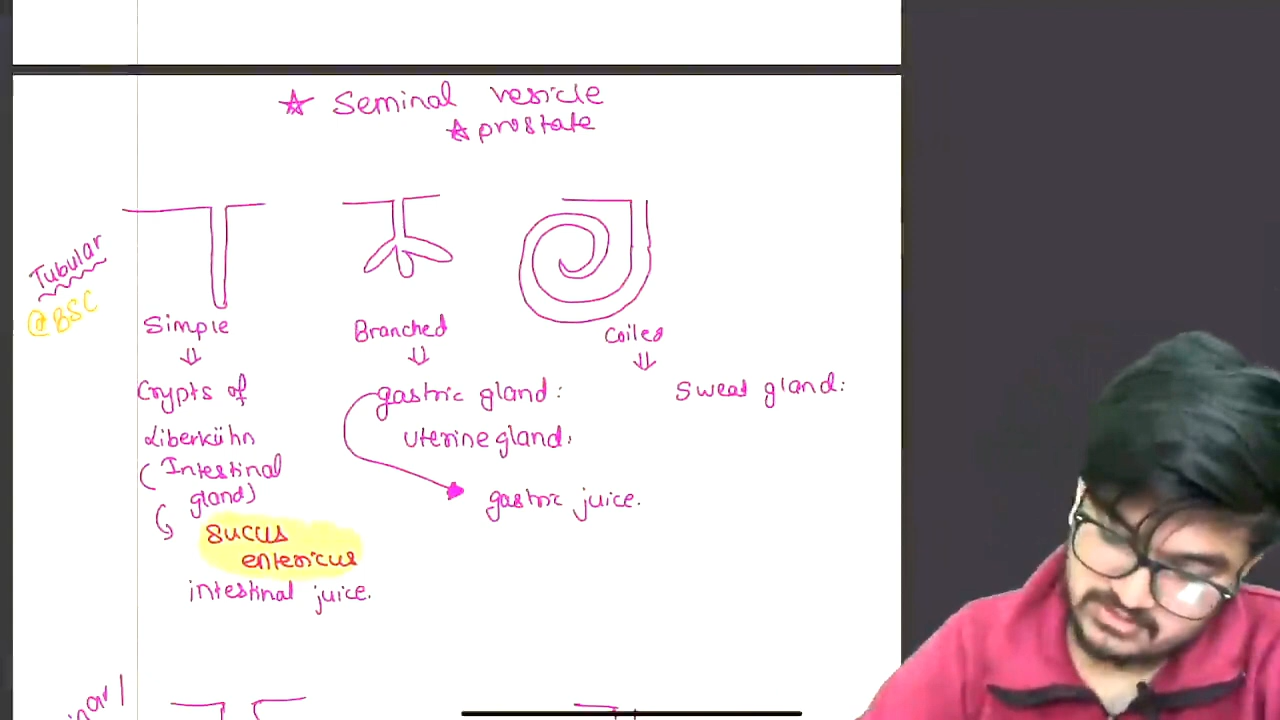 ☆ Seminal vesicle
☆ prostate
Tubular
@BSC
Simple
Branched
Coiled
⇓
⇓
⇓
Crypts of
Liberkühn
(Intestinal
gland)
gastric gland:
uterine gland,
Sweat gland:
gastric juice.
Sucus
entericus
intestinal juice.